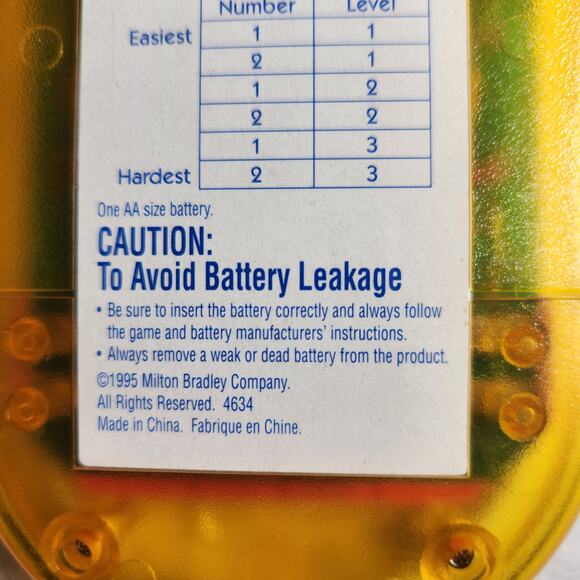 Number Level
Easiest 1 1
2 1
1 2
2 2
1 3
Hardest 2 3
One AA size battery.
CAUTION:
To Avoid Battery Leakage
• Be sure to insert the battery correctly and always follow
the game and battery manufacturers' instructions.
• Always remove a weak or dead battery from the product.
©1995 Milton Bradley Company.
All Rights Reserved. 4634
Made in China. Fabriqué en Chine.